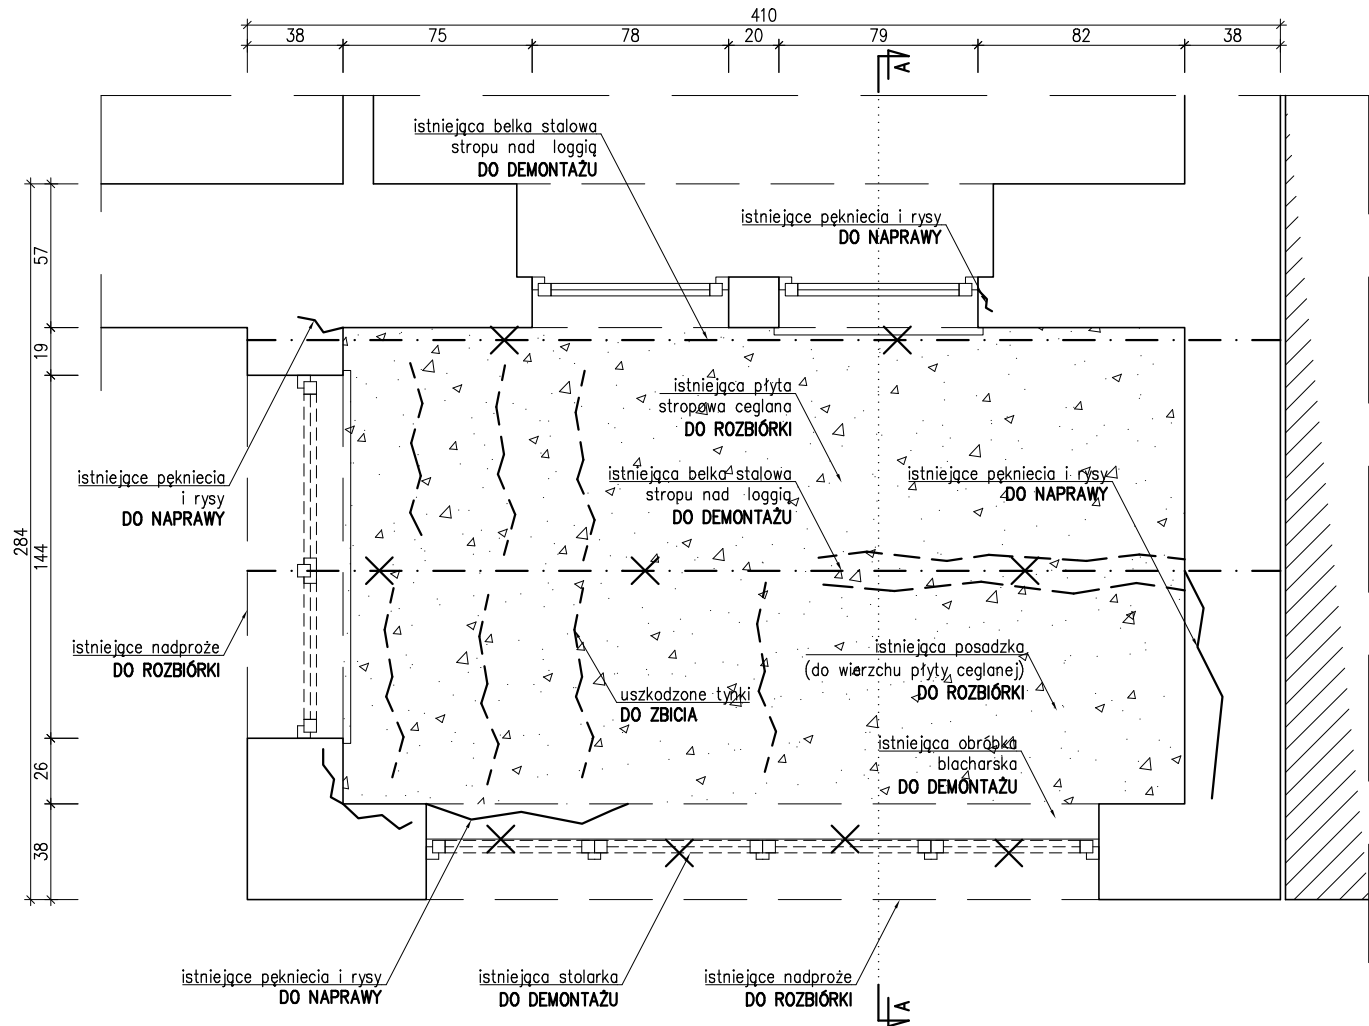 410
38 75 78 20 79 82 38
A
istniejąca belka stalowa
stropu nad loggią
DO DEMONTAŻU
istniejące pękniecia i rysy
DO NAPRAWY
57
19
144
284
26
38
istniejąca płyta
stropowa ceglana
DO ROZBIÓRKI
istniejące pękniecia
i rysy
DO NAPRAWY
istniejąca belka stalowa
stropu nad loggią
DO DEMONTAŻU
istniejące pękniecia i rysy
DO NAPRAWY
istniejące nadproże
DO ROZBIÓRKI
istniejąca posadzka
(do wierzchu płyty ceglanej)
DO ROZBIÓRKI
uszkodzone tynki
DO ZBICIA
istniejąca obróbka
blacharska
DO DEMONTAŻU
istniejące pękniecia i rysy
DO NAPRAWY
istniejąca stolarka
DO DEMONTAŻU
istniejące nadproże
DO ROZBIÓRKI
A